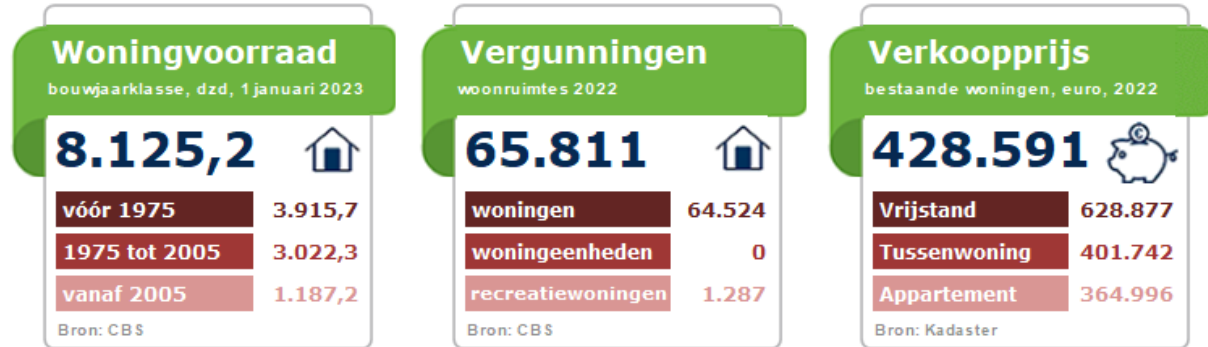 Woningvoorraad
bouwjaarklasse, dzd, 1 januari 2023
8.125,2
vóór 1975 3.915,7
1975 tot 2005 3.022,3
vanaf 2005 1.187,2
Bron: CBS
Vergunningen
woonruimtes 2022
65.811
woningen 64.524
woningeenheden 0
recreatiewoningen 1.287
Bron: CBS
Verkoopprijs
bestaande woningen, euro, 2022
428.591
€
Vrijstand 628.877
Tussenwoning 401.742
Appartement 364.996
Bron: Kadaster